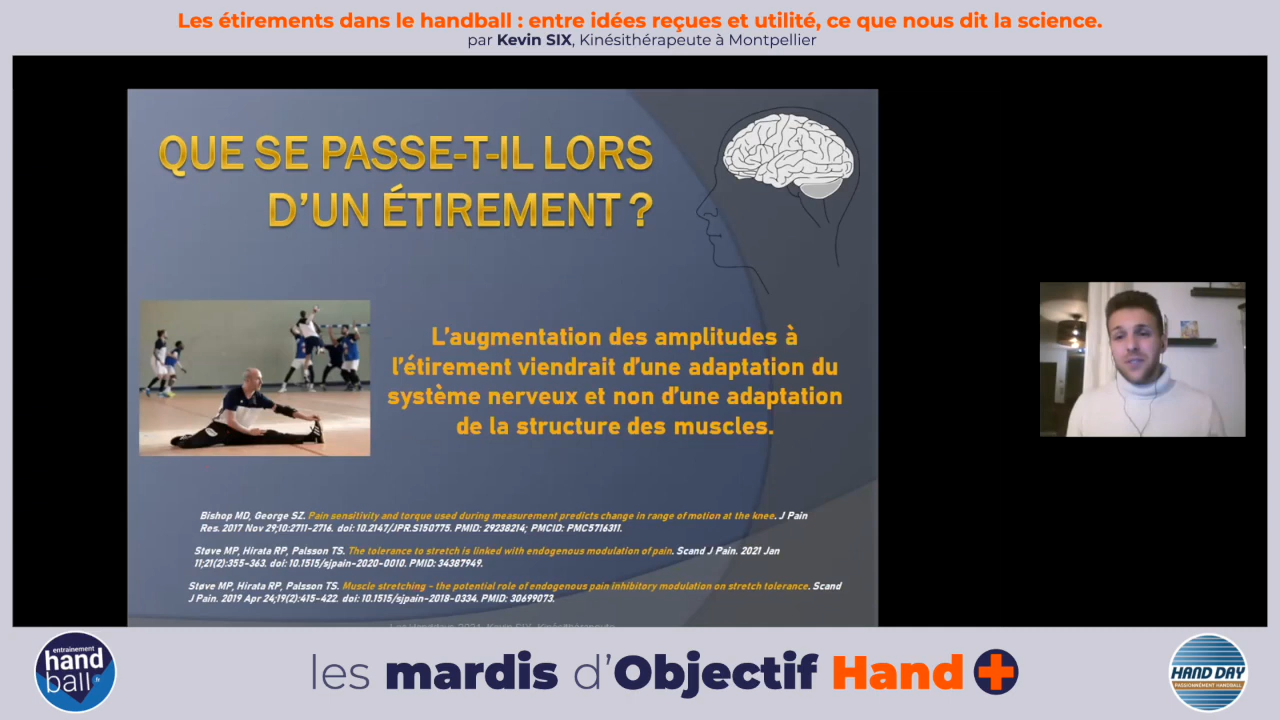 Les étirements dans le handball : entre idées reçues et utilité, ce que nous dit la science.
par Kevin SIX, Kinésithérapeute à Montpellier
QUE SE PASSE-T-IL LORS
D'UN ÉTIREMENT ?
L'augmentation des amplitudes à
l'étirement viendrait d'une adaptation du
système nerveux et non d'une adaptation
de la structure des muscles.
Bishop MD, George SZ. Pain sensitivity and torque used during measurement predicts change in range of motion at the knee. J Pain
Res. 2017 Nov 29;10:2711-2716. doi: 10.2147/JPR.S150775. PMID: 29238214; PMCID: PMC5716311.
Støve MP, Hirata RP, Palsson TS. The tolerance to stretch is linked with endogenous modulation of pain. Scand J Pain. 2021 Jan
11;21(2):355-363. doi: 10.1515/sjpain-2020-0010. PMID: 34387949.
Støve MP, Hirata RP, Palsson TS. Muscle stretching - the potential role of endogenous pain inhibitory modulation on stretch tolerance. Scand
J Pain. 2019 Apr 24;19(2):415-422. doi: 10.1515/sjpain-2018-0334. PMID: 30699073.
entrainement
hand
ball.fr
les mardis d'Objectif Hand+
HAND DAY
PASSIONNÉMENT HANDBALL